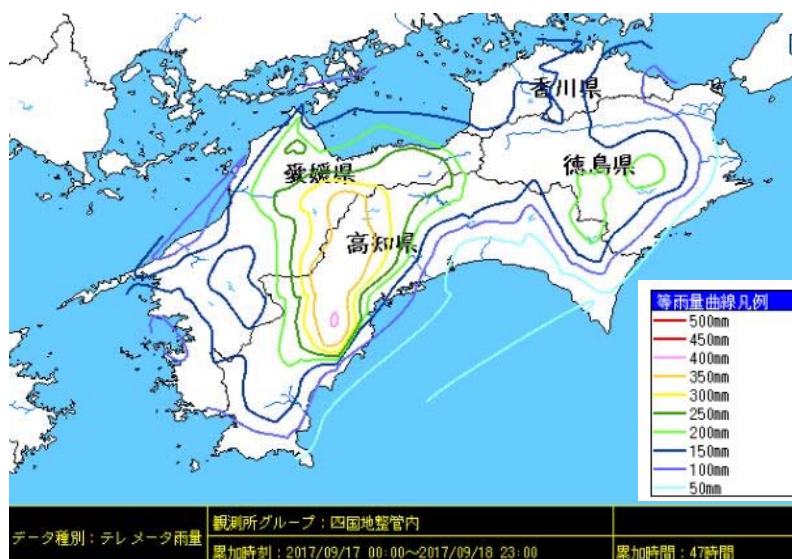 香川県
徳島県
愛媛県
高知県
等雨量曲線凡例
500mm
450mm
400mm
350mm
300mm
250mm
200mm
150mm
100mm
50mm
データ種別:テレメータ雨量
観測所グループ:四国地整管内
累加時刻:2017/09/17 00:00～2017/09/18 23:00
累加時間:47時間